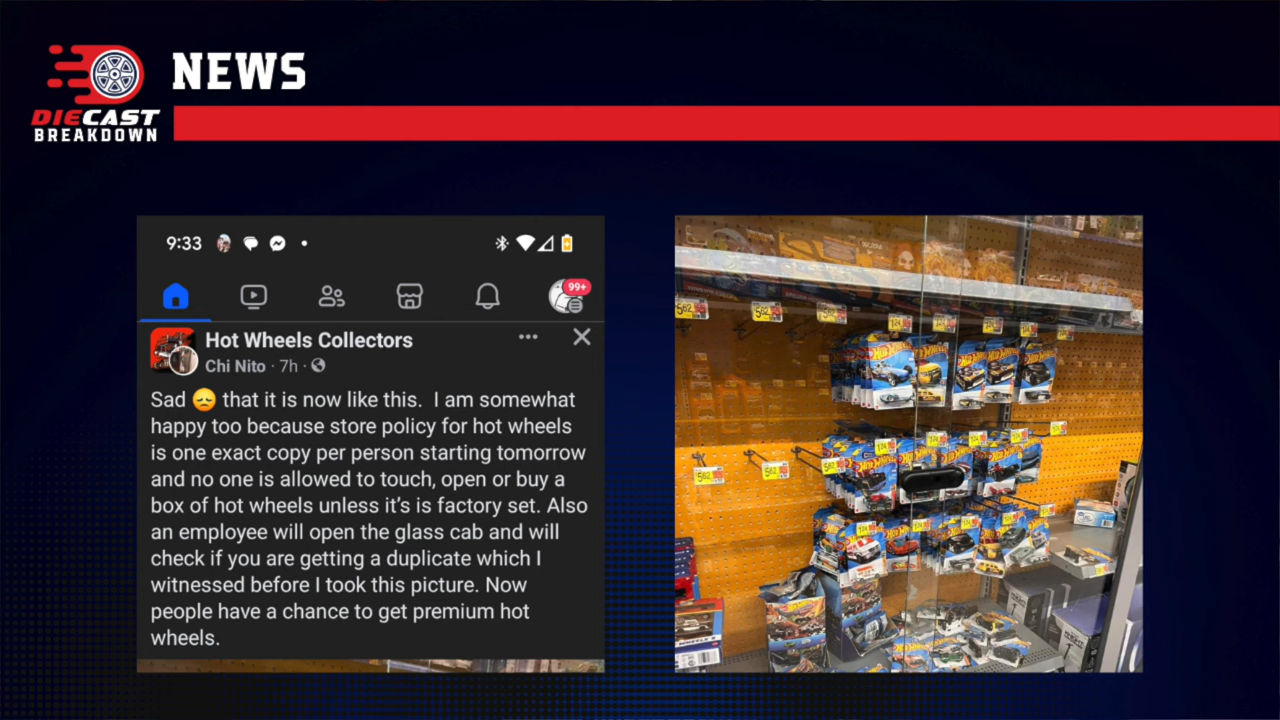 NEWS
DIECAST
BREAKDOWN
9:33
99+
Hot Wheels Collectors
Chi Nito · 7h ·
Sad 😞 that it is now like this. I am somewhat
happy too because store policy for hot wheels
is one exact copy per person starting tomorrow
and no one is allowed to touch, open or buy a
box of hot wheels unless it's is factory set. Also
an employee will open the glass cab and will
check if you are getting a duplicate which I
witnessed before I took this picture. Now
people have a chance to get premium hot
wheels.
HOT WHEELS